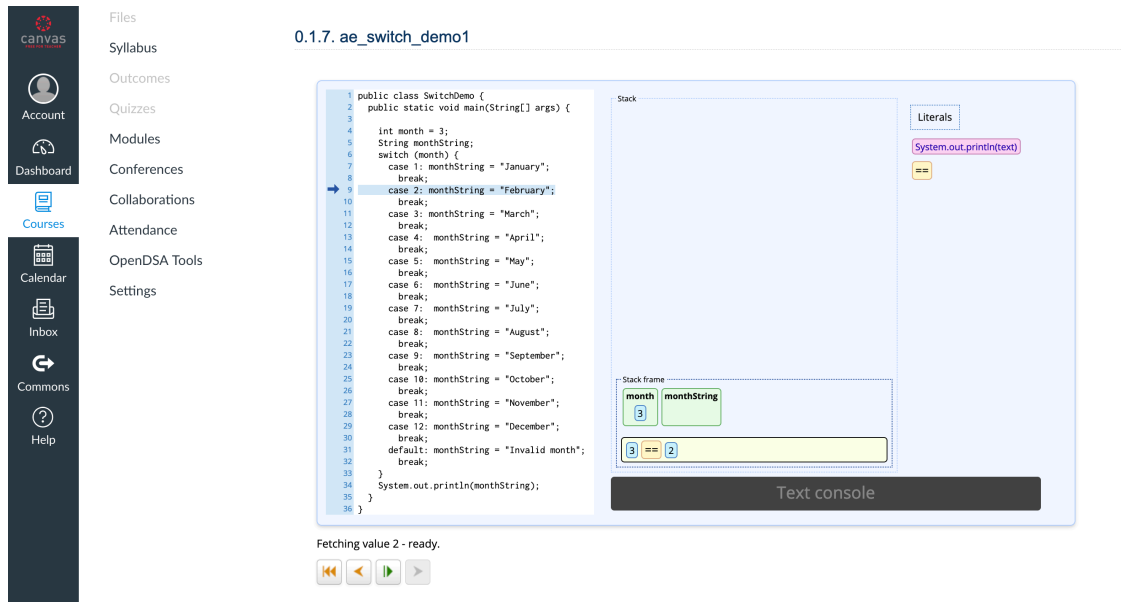 canvas
Account
Dashboard
Courses
Calendar
Inbox
Commons
Help
Files
Syllabus
Outcomes
Quizzes
Modules
Conferences
Collaborations
Attendance
OpenDSA Tools
Settings
0.1.7. ae_switch_demo1
1 public class SwitchDemo {
2 public static void main(String[] args) {
3
4 int month = 3;
5 String monthString;
6 switch (month) {
7 case 1: monthString = "January";
8 break;
9 case 2: monthString = "February";
10 break;
11 case 3: monthString = "March";
12 break;
13 case 4:  monthString = "April";
14 break;
15 case 5:  monthString = "May";
16 break;
17 case 6:  monthString = "June";
18 break;
19 case 7:  monthString = "July";
20 break;
21 case 8:  monthString = "August";
22 break;
23 case 9:  monthString = "September";
24 break;
25 case 10: monthString = "October";
26 break;
27 case 11: monthString = "November";
28 break;
29 case 12: monthString = "December";
30 break;
31 default: monthString = "Invalid month";
32 break;
33 }
34 System.out.println(monthString);
35 }
36 }
Stack
Stack frame
month monthString
3
3 == 2
Literals
System.out.println(text)
==
Text console
Fetching value 2 - ready.